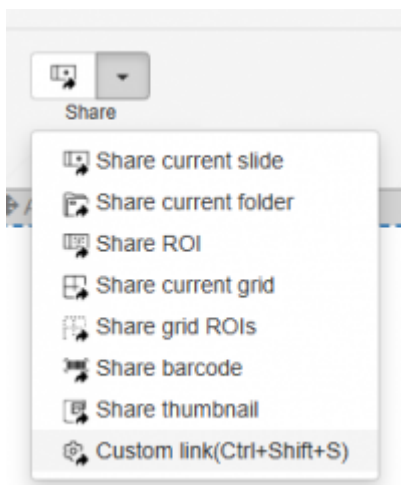 Share
Share current slide
Share current folder
Share ROI
Share current grid
Share grid ROIs
Share barcode
Share thumbnail
Custom link(Ctrl+Shift+S)